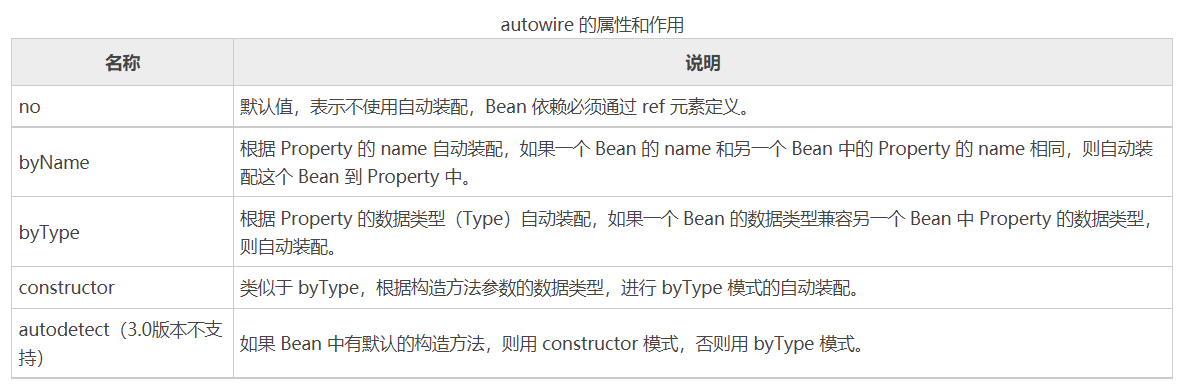 autowire 的属性和作用
名称 说明
no 默认值，表示不使用自动装配，Bean 依赖必须通过 ref 元素定义。
byName 根据 Property 的 name 自动装配，如果一个 Bean 的 name 和另一个 Bean 中的 Property 的 name 相同，则自动装
配这个 Bean 到 Property 中。
byType 根据 Property 的数据类型（Type）自动装配，如果一个 Bean 的数据类型兼容另一个 Bean 中 Property 的数据类型，
则自动装配。
constructor 类似于 byType，根据构造方法参数的数据类型，进行 byType 模式的自动装配。
autodetect（3.0版本不支
持） 如果 Bean 中有默认的构造方法，则用 constructor 模式，否则用 byType 模式。